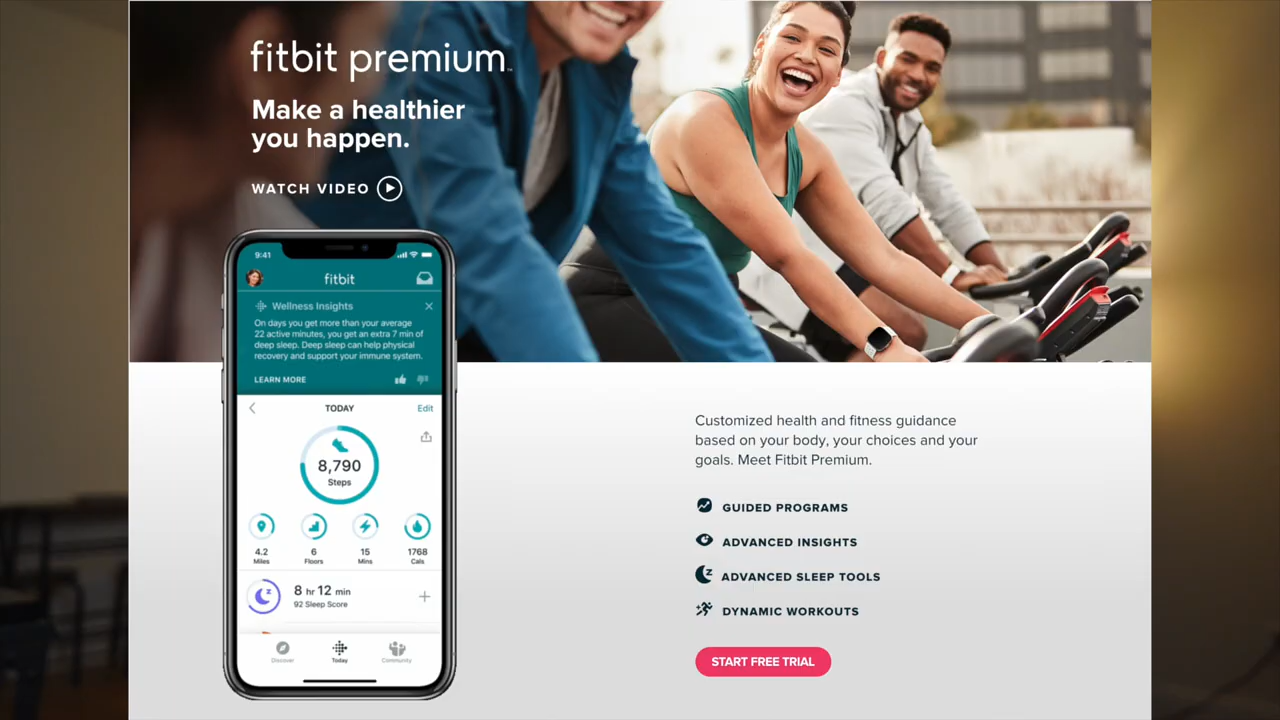 fitbit premium™
Make a healthier
you happen.
WATCH VIDEO
9:41
fitbit
Wellness Insights
On days you get more than your average
22 active minutes, you get an extra 7 min of
deep sleep. Deep sleep can help physical
recovery and support your immune system.
LEARN MORE
TODAY
Edit
8,790
Steps
4.2 6 15 1768
Miles Floors Mins Cals
8 hr 12 min
92 Sleep Score
Discover Today Community
Customized health and fitness guidance
based on your body, your choices and your
goals. Meet Fitbit Premium.
GUIDED PROGRAMS
ADVANCED INSIGHTS
ADVANCED SLEEP TOOLS
DYNAMIC WORKOUTS
START FREE TRIAL